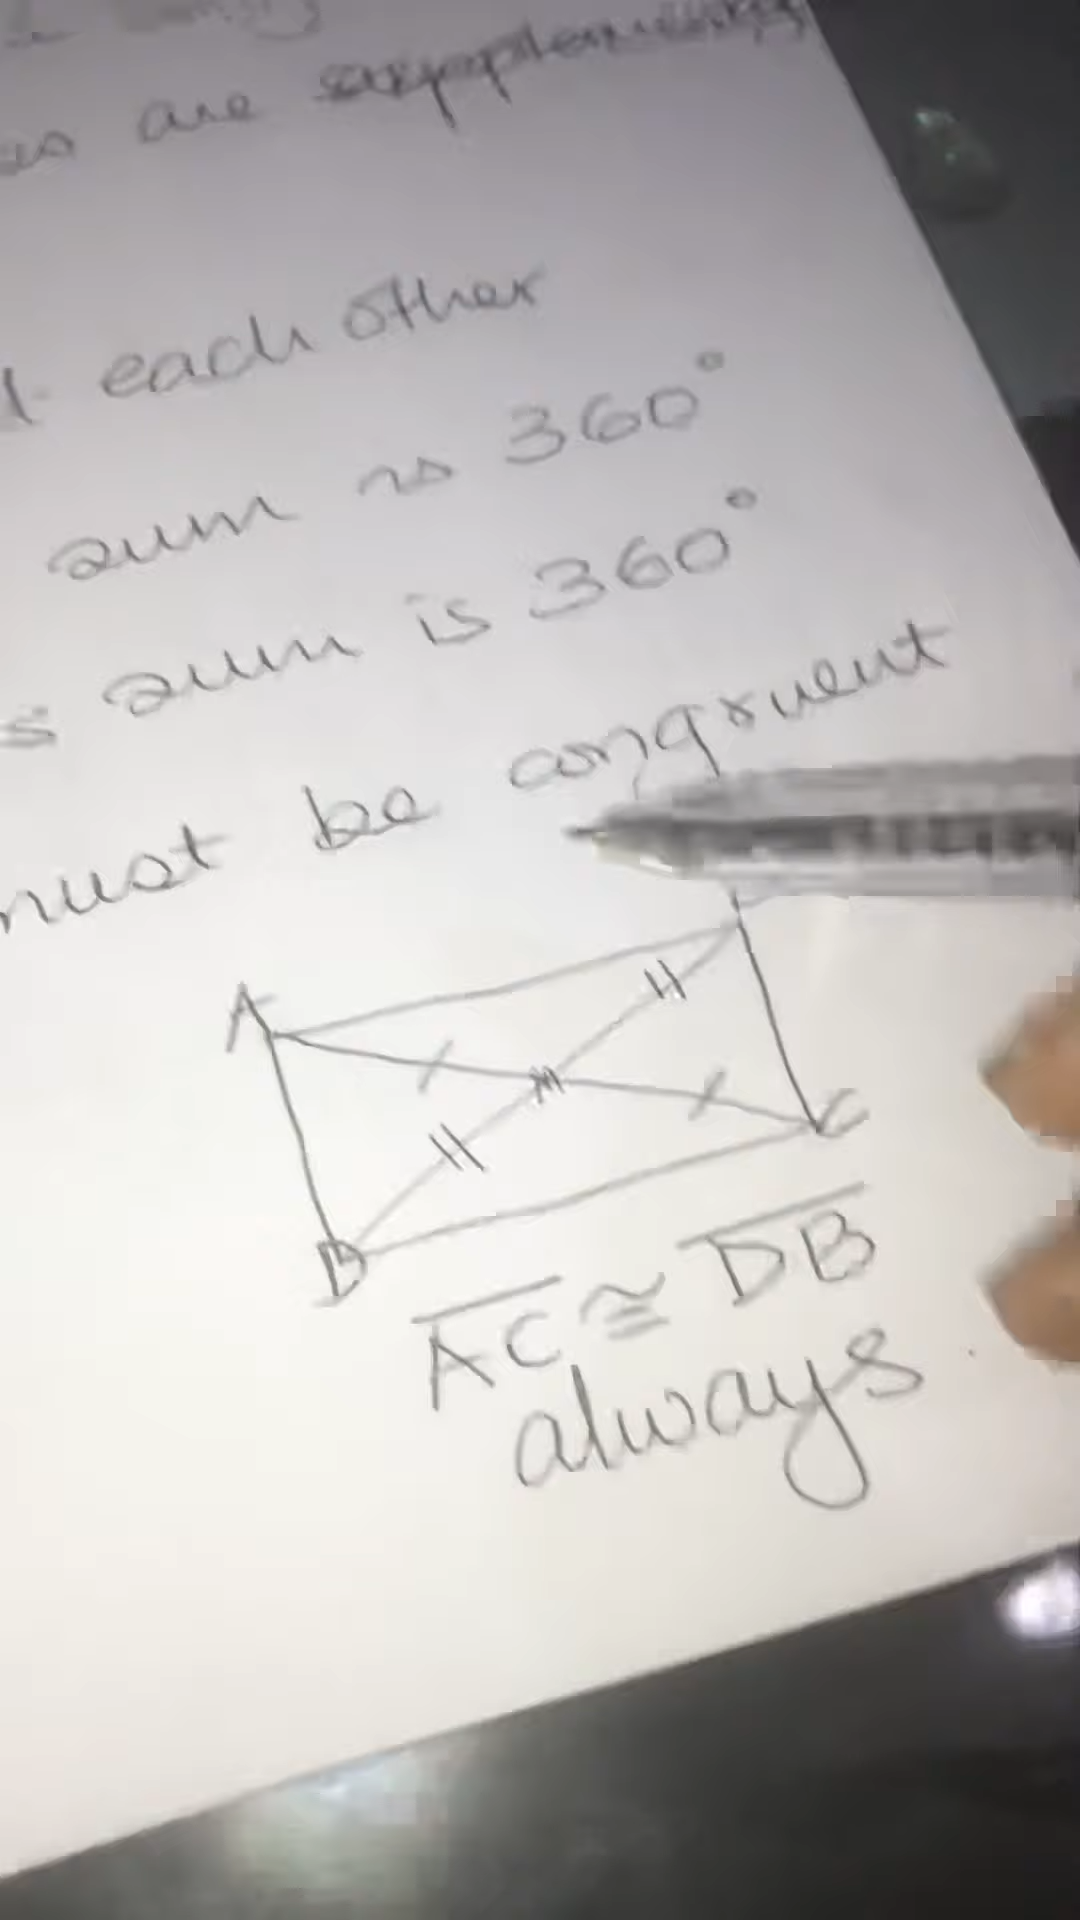 are supplementary
each other
sum is 360°
sum is 360°
must be congruent
A
M
C
D
AC ≅ DB
always